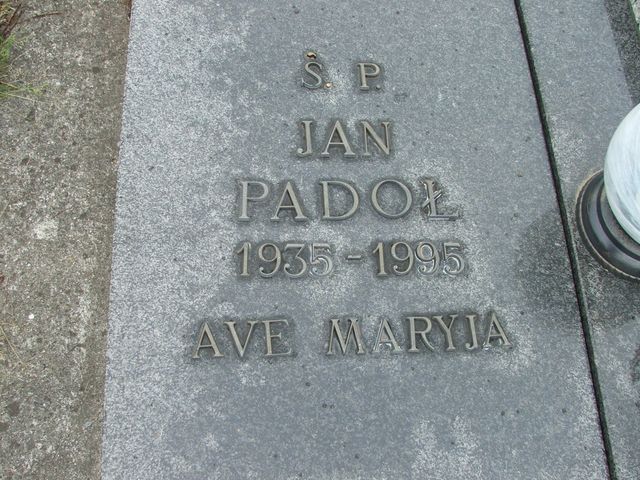 Ś. P.
JAN
PADOŁ
1935 - 1995
AVE MARYJA